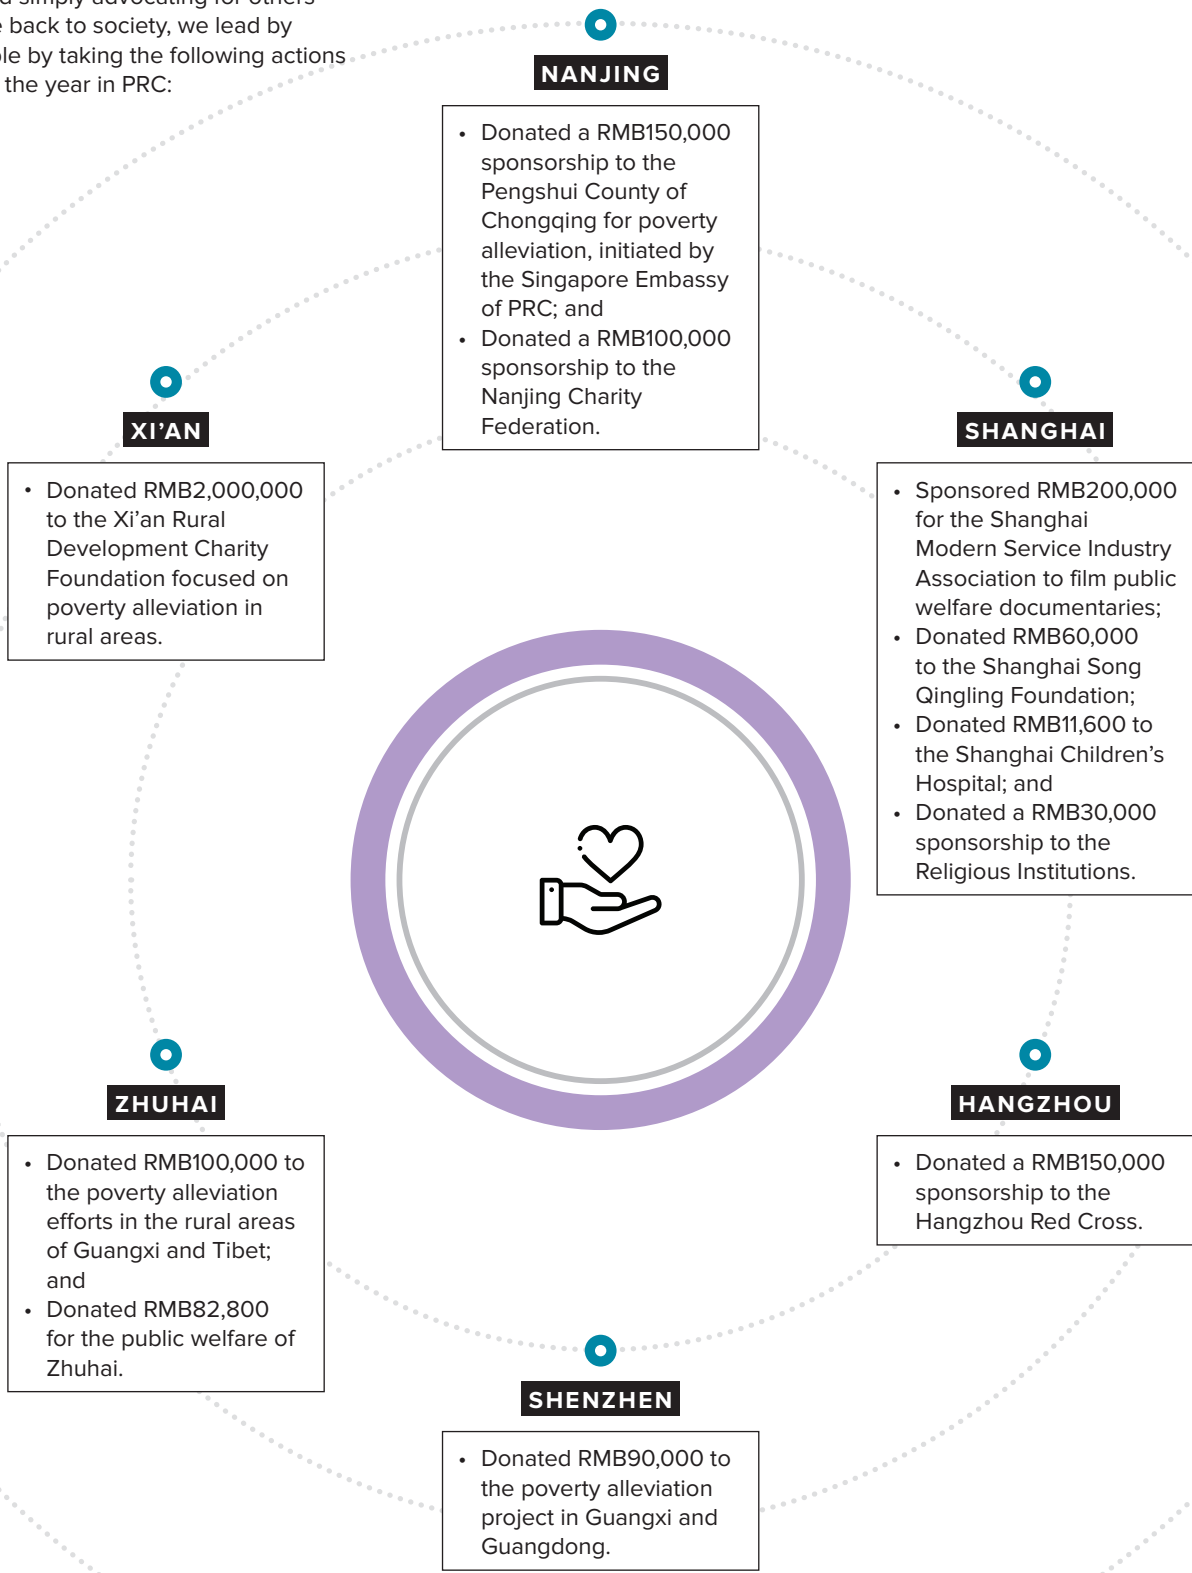 simply advocating for others
back to society, we lead by
by taking the following actions
the year in PRC:
NANJING
• Donated a RMB150,000
sponsorship to the
Pengshui County of
Chongqing for poverty
alleviation, initiated by
the Singapore Embassy
of PRC; and
• Donated a RMB100,000
sponsorship to the
Nanjing Charity
Federation.
XI’AN
• Donated RMB2,000,000
to the Xi’an Rural
Development Charity
Foundation focused on
poverty alleviation in
rural areas.
SHANGHAI
• Sponsored RMB200,000
for the Shanghai
Modern Service Industry
Association to film public
welfare documentaries;
• Donated RMB60,000
to the Shanghai Song
Qingling Foundation;
• Donated RMB11,600 to
the Shanghai Children’s
Hospital; and
• Donated a RMB30,000
sponsorship to the
Religious Institutions.
ZHUHAI
• Donated RMB100,000 to
the poverty alleviation
efforts in the rural areas
of Guangxi and Tibet;
and
• Donated RMB82,800
for the public welfare of
Zhuhai.
HANGZHOU
• Donated a RMB150,000
sponsorship to the
Hangzhou Red Cross.
SHENZHEN
• Donated RMB90,000 to
the poverty alleviation
project in Guangxi and
Guangdong.